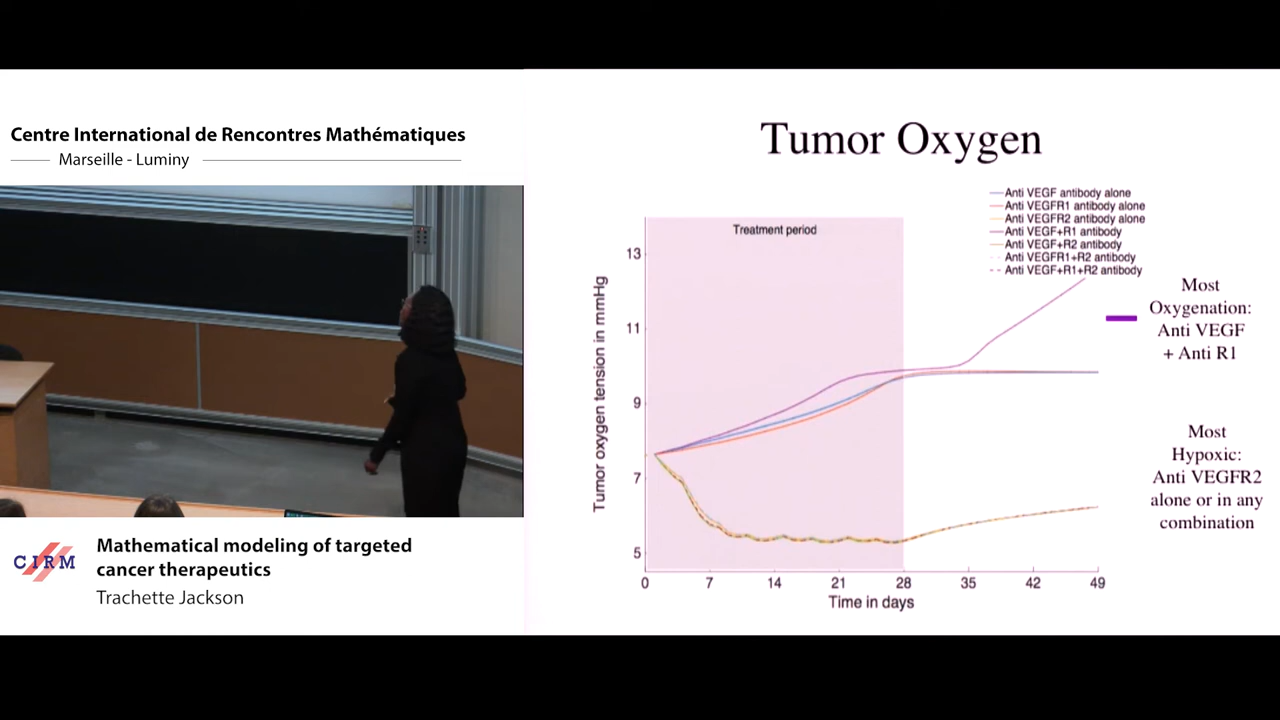 Centre International de Rencontres Mathématiques
Marseille - Luminy
CIRM
Mathematical modeling of targeted
cancer therapeutics
Trachette Jackson
Tumor Oxygen
Anti VEGF antibody alone
Anti VEGFR1 antibody alone
Anti VEGFR2 antibody alone
Anti VEGF+R1 antibody
Anti VEGF+R2 antibody
Anti VEGFR1+R2 antibody
Anti VEGF+R1+R2 antibody
Treatment period
Tumor oxygen tension in mmHg
13
11
9
7
5
0 7 14 21 28 35 42 49
Time in days
Most
Oxygenation:
Anti VEGF
+ Anti R1
Most
Hypoxic:
Anti VEGFR2
alone or in any
combination